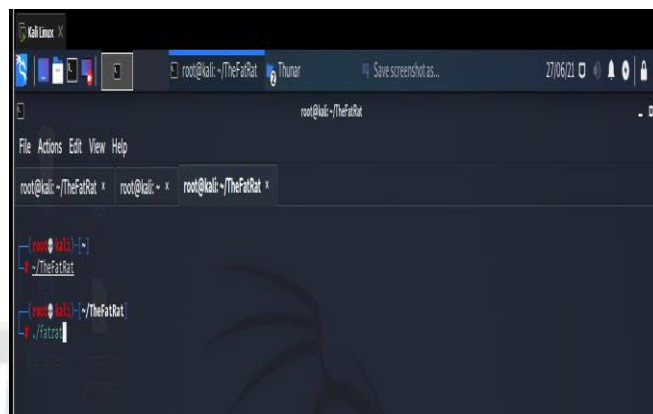 Kali Linux ×
root@kali: ~/TheFatRat Thunar Save screenshot as... 27/06/21
root@kali: ~/TheFatRat
File Actions Edit View Help
root@kali: ~/TheFatRat × root@kali: ~ × root@kali: ~/TheFatRat ×
(root💀kali)-[~]
~/TheFatRat
(root💀kali)-[~/TheFatRat]
./fatrat